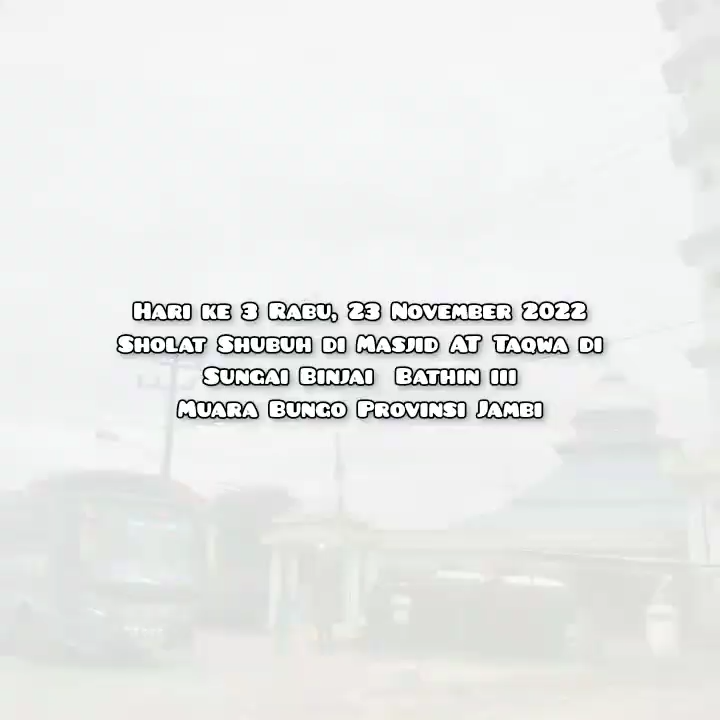 Hari ke 3 Rabu, 23 November 2022
Sholat Shubuh di Masjid AT Taqwa di
Sungai Binjai Bathin III
Muara Bungo Provinsi Jambi